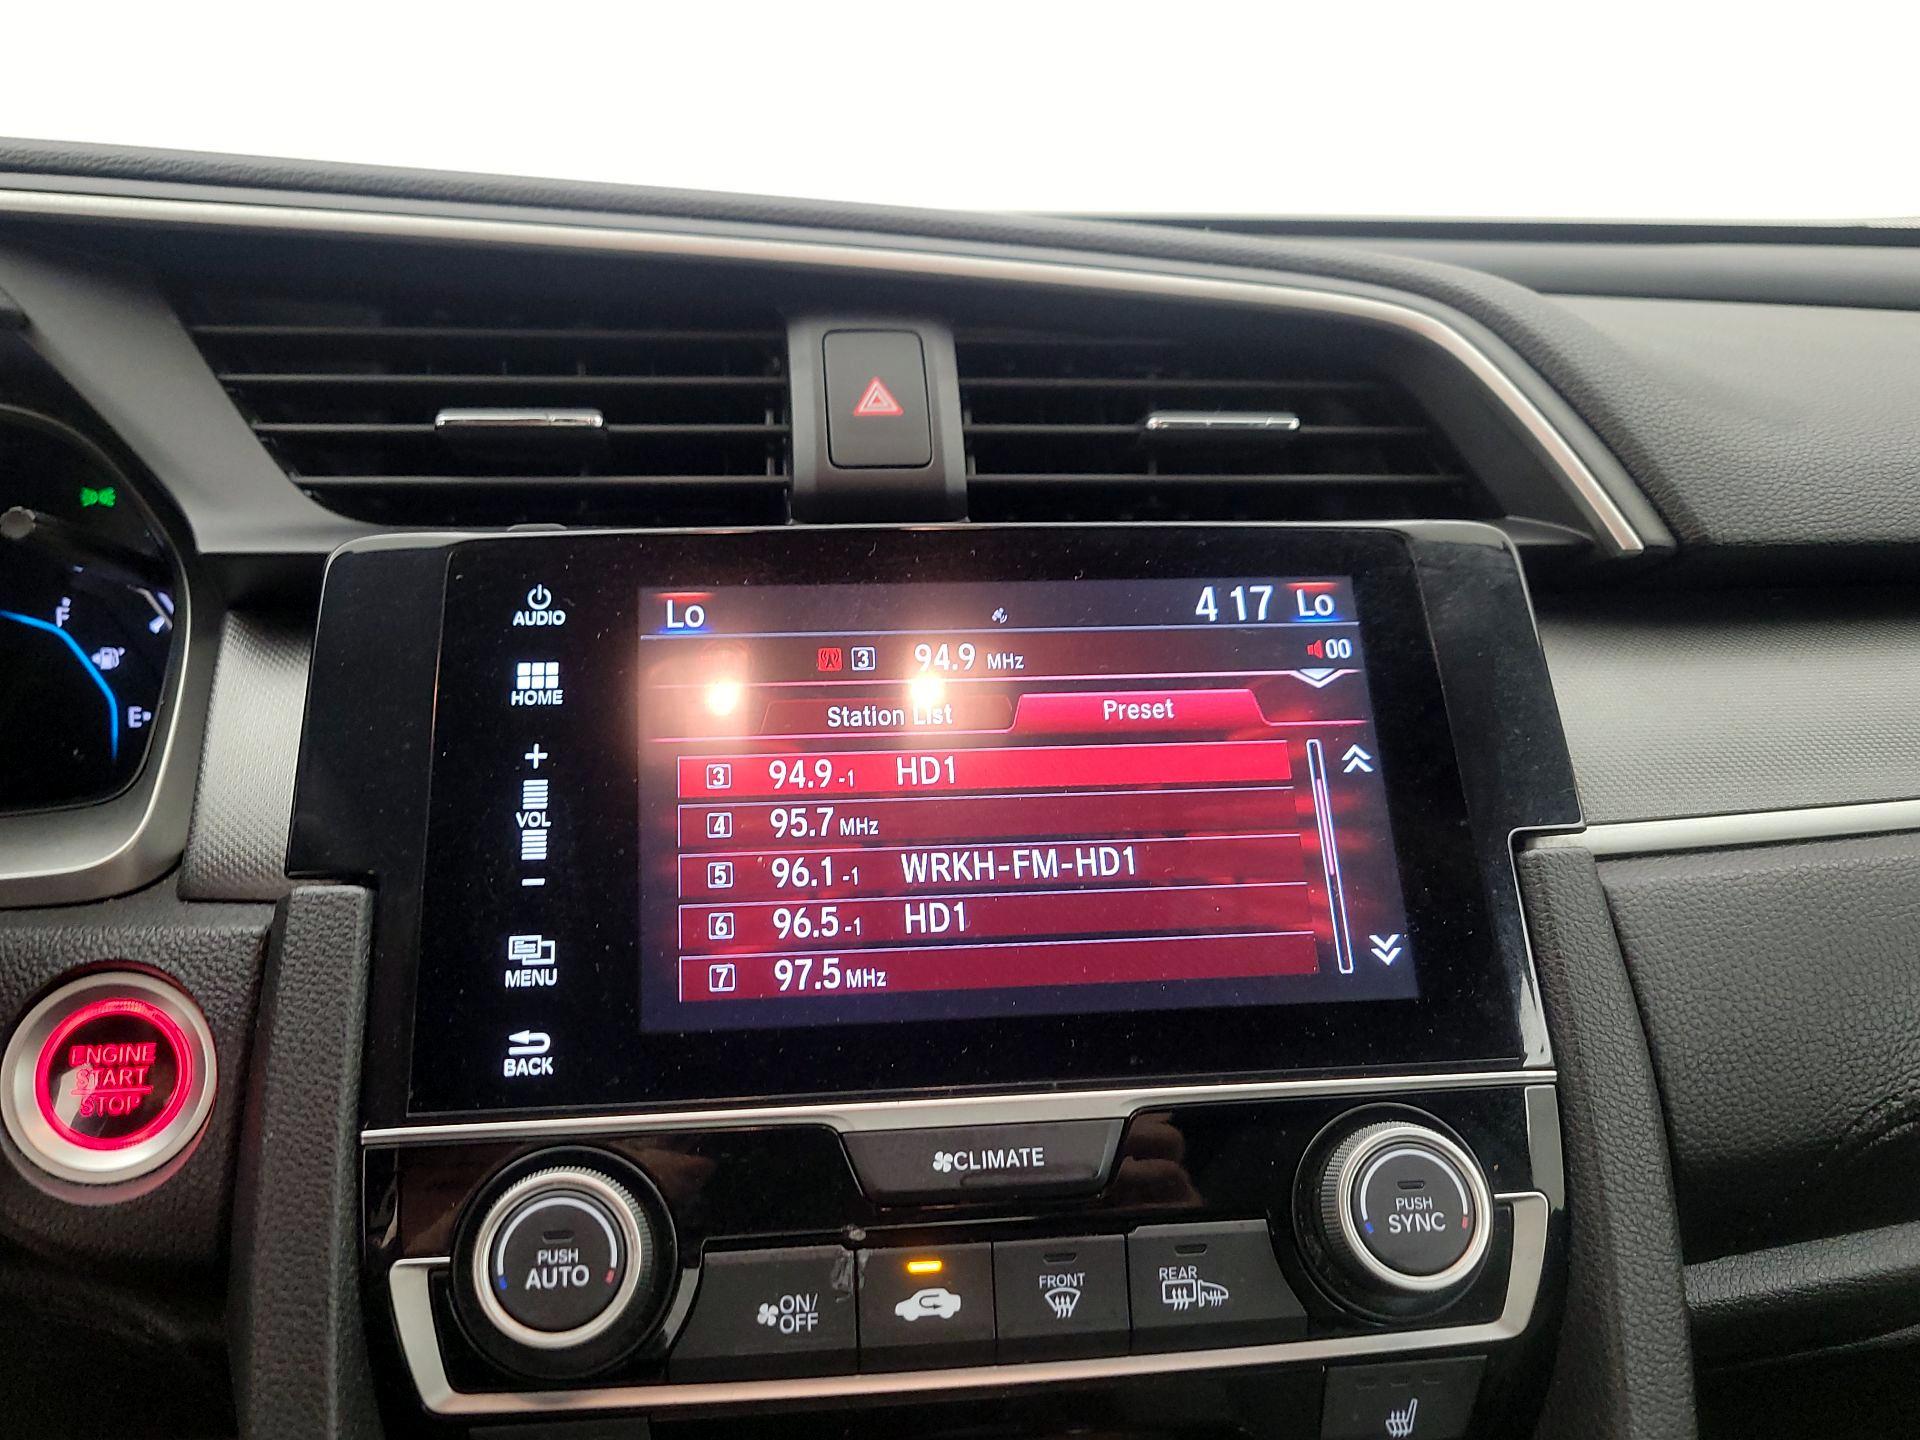 AUDIO
HOME
+
VOL
−
MENU
BACK
Lo 4 17 Lo
3 94.9 MHz 00
Station List Preset
3 94.9 -1 HD1
4 95.7 MHz
5 96.1 -1 WRKH-FM-HD1
6 96.5 -1 HD1
7 97.5 MHz
F
E
ENGINE
START
STOP
CLIMATE
PUSH
AUTO
ON/
OFF
FRONT
REAR
PUSH
SYNC